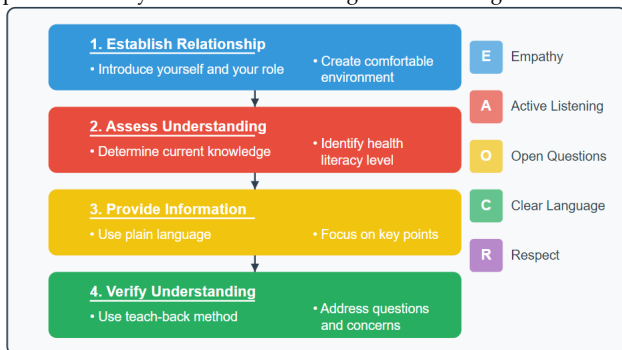 1. Establish Relationship
• Introduce yourself and your role
• Create comfortable
environment
2. Assess Understanding
• Determine current knowledge
• Identify health
literacy level
3. Provide Information
• Use plain language
• Focus on key points
4. Verify Understanding
• Use teach-back method
• Address questions
and concerns
E Empathy
A Active Listening
O Open Questions
C Clear Language
R Respect